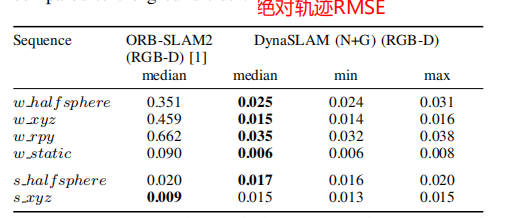 绝对轨迹RMSE
Sequence ORB-SLAM2 DynaSLAM (N+G) (RGB-D)
(RGB-D) [1]
median median min max
w_halfsphere 0.351 0.025 0.024 0.031
w_xyz 0.459 0.015 0.014 0.016
w_rpy 0.662 0.035 0.032 0.038
w_static 0.090 0.006 0.006 0.008
s_halfsphere 0.020 0.017 0.016 0.020
s_xyz 0.009 0.015 0.013 0.015